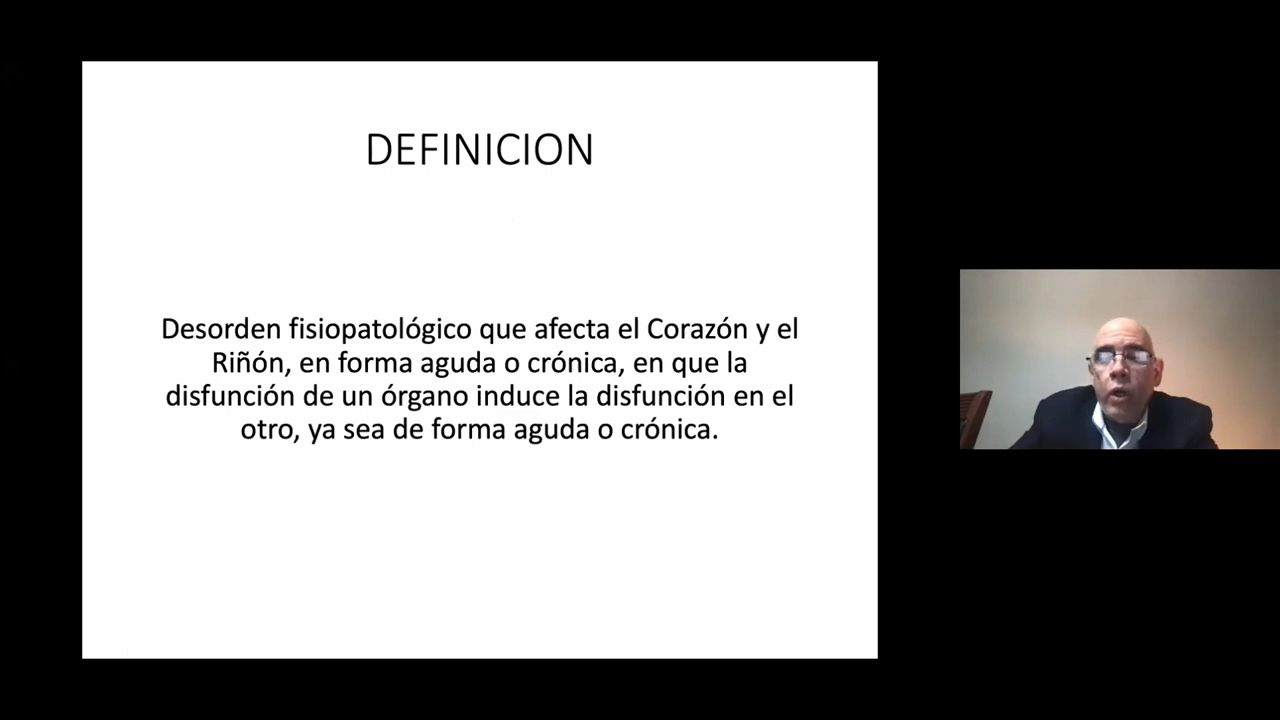 DEFINICION
Desorden fisiopatológico que afecta el Corazón y el
Riñón, en forma aguda o crónica, en que la
disfunción de un órgano induce la disfunción en el
otro, ya sea de forma aguda o crónica.